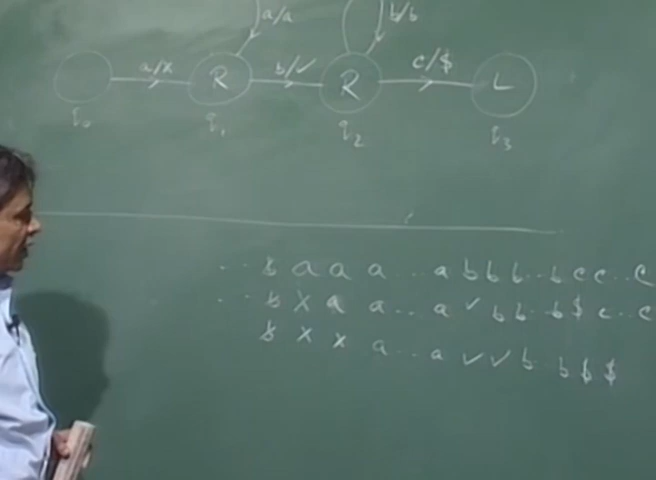 a/a b/b
a/x R b/✓ R c/$ L
q₀ q₁ q₂ q₃
.. ƀ a a a ... a b b b .. b c c .. c
.. ƀ x a a ... a ✓ b b .. b $ c .. c
ƀ x x a .. a ✓ ✓ b .. b $ $